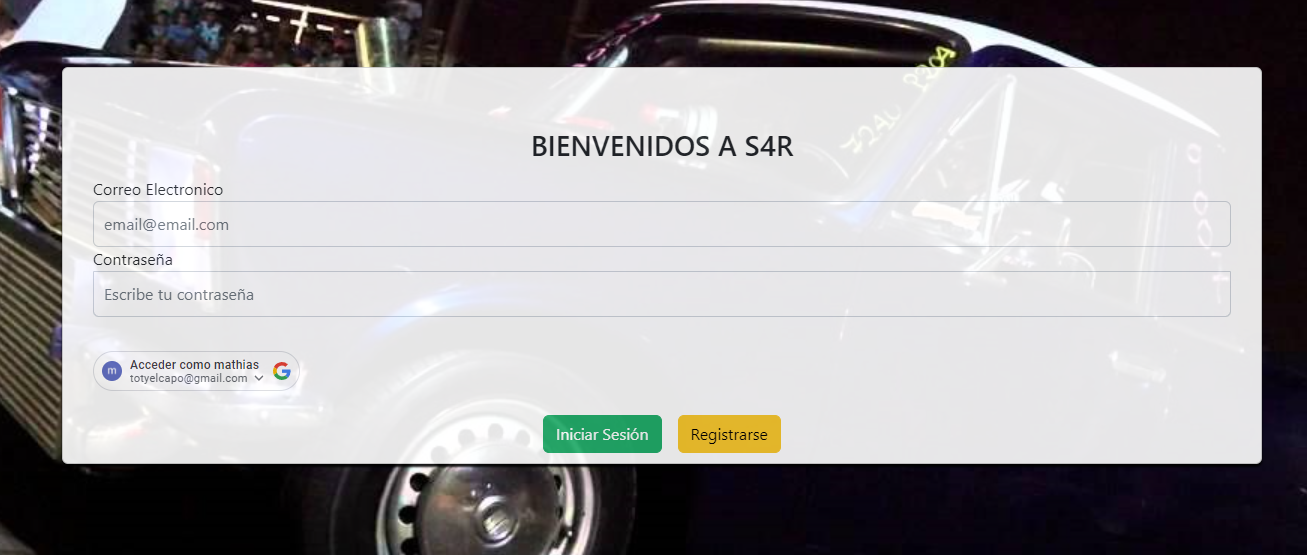 BIENVENIDOS A S4R
Correo Electronico
email@email.com
Contraseña
Escribe tu contraseña
m
Acceder como mathias
totyelcapo@gmail.com
Iniciar Sesión
Registrarse